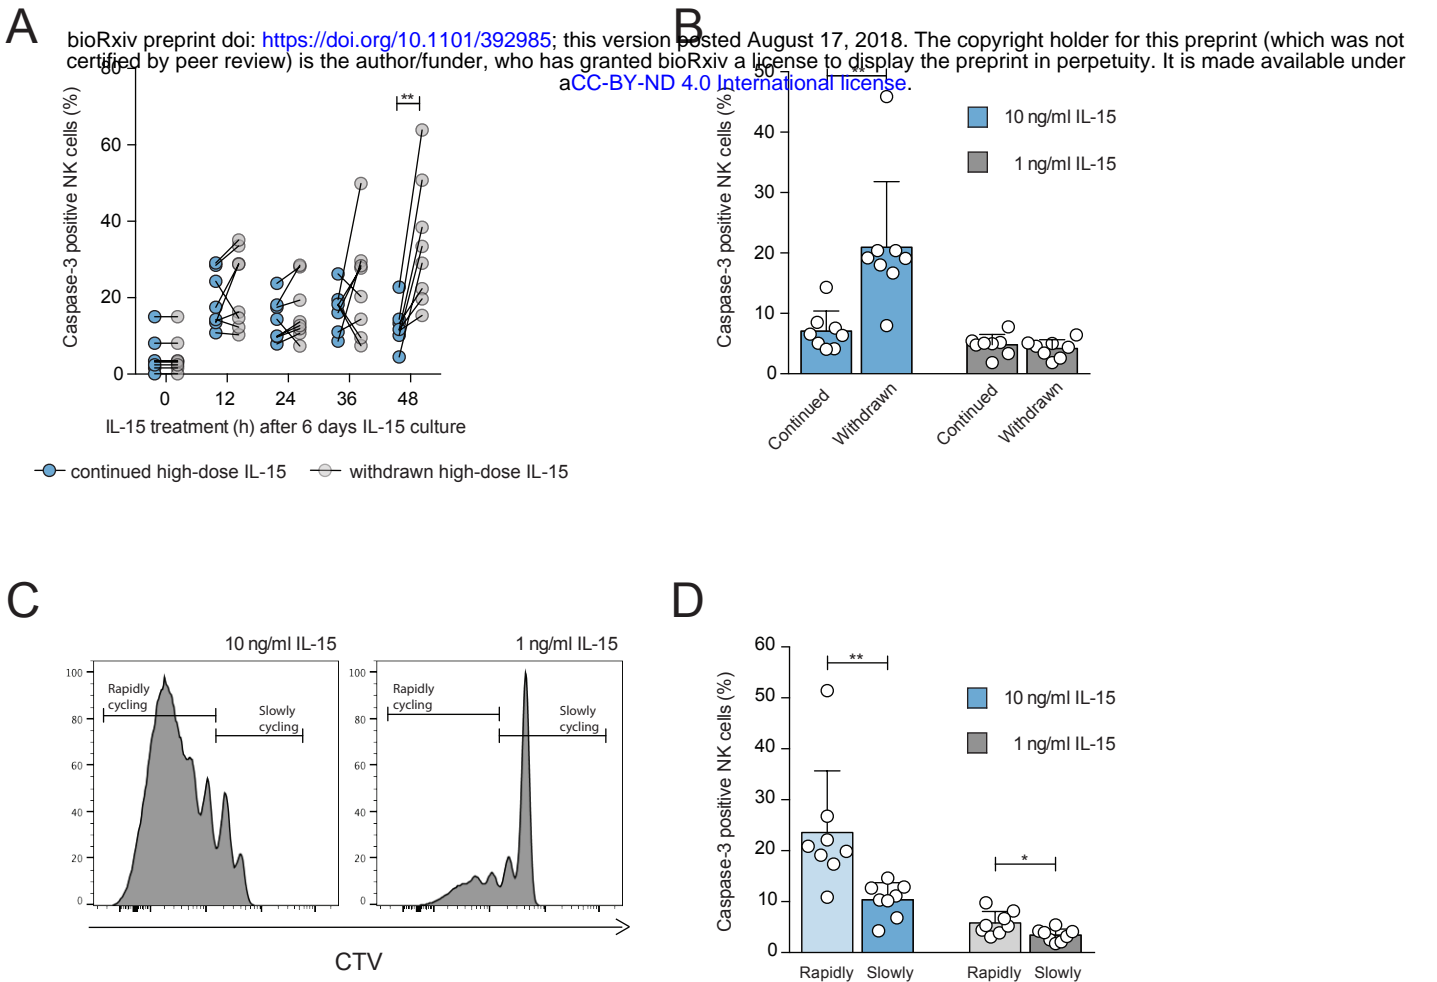 A
B
bioRxiv preprint doi: https://doi.org/10.1101/392985; this version posted August 17, 2018. The copyright holder for this preprint (which was not
certified by peer review) is the author/funder, who has granted bioRxiv a license to display the preprint in perpetuity. It is made available under
aCC-BY-ND 4.0 International license.
Caspase-3 positive NK cells (%)
80
60
40
20
0
**
0 12 24 36 48
IL-15 treatment (h) after 6 days IL-15 culture
continued high-dose IL-15 withdrawn high-dose IL-15
Caspase-3 positive NK cells (%)
50
40
30
20
10
0
**
10 ng/ml IL-15
1 ng/ml IL-15
Continued Withdrawn Continued Withdrawn
C
10 ng/ml IL-15
100
80
60
40
20
0
Rapidly
cycling
Slowly
cycling
1 ng/ml IL-15
100
80
60
40
20
0
Rapidly
cycling
Slowly
cycling
CTV
D
Caspase-3 positive NK cells (%)
60
50
40
30
20
10
0
**
*
10 ng/ml IL-15
1 ng/ml IL-15
Rapidly Slowly Rapidly Slowly